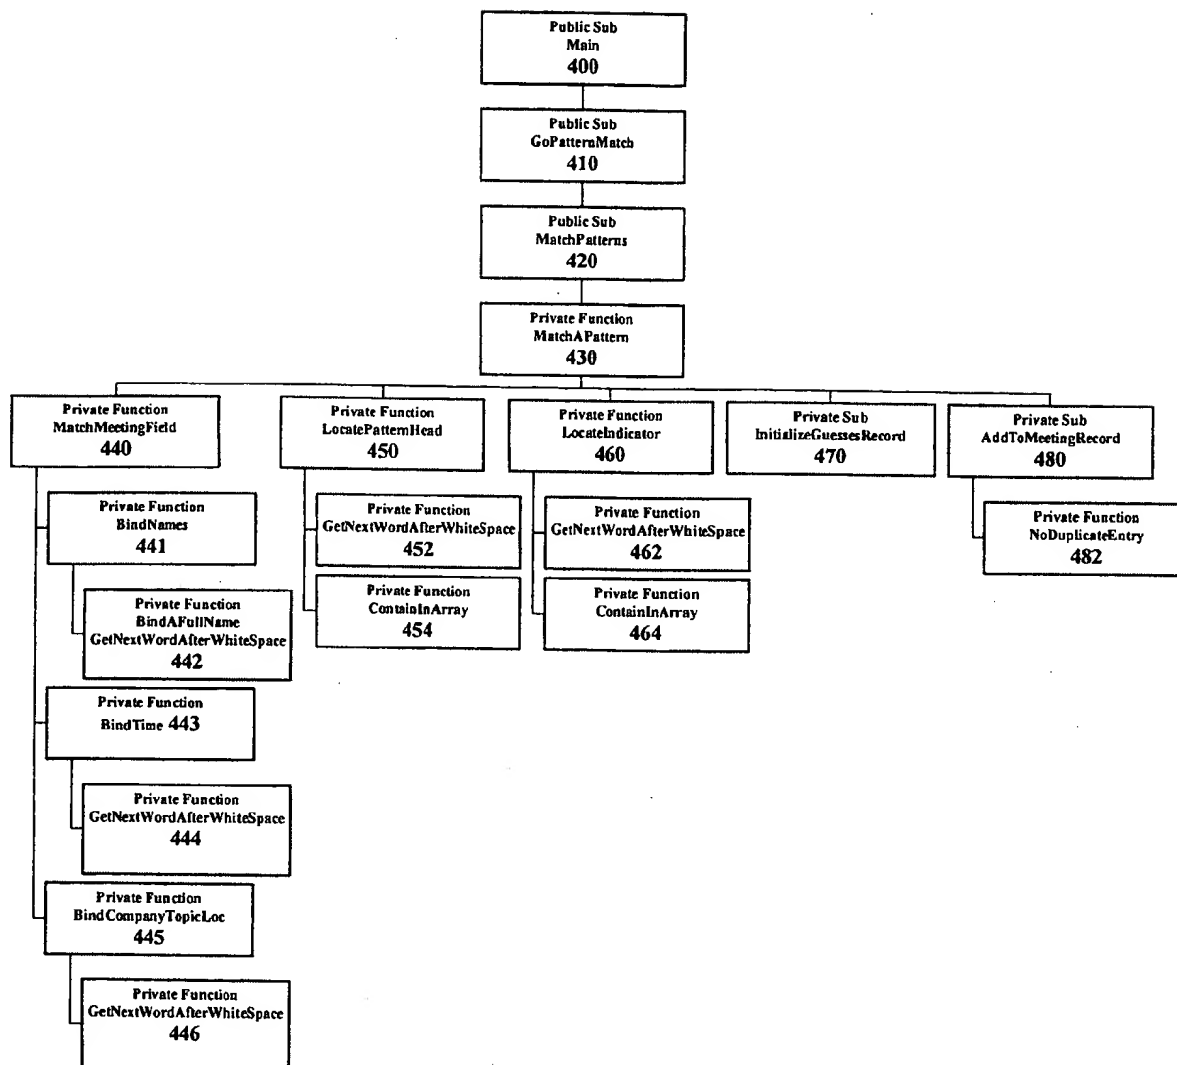 Public Sub
Main
400
Public Sub
GoPatternMatch
410
Public Sub
MatchPatterns
420
Private Function
MatchAPattern
430
Private Function
MatchMeetingField
440
Private Function
LocatePatternHead
450
Private Function
LocateIndicator
460
Private Sub
InitializeGuessesRecord
470
Private Sub
AddToMeetingRecord
480
Private Function
BindNames
441
Private Function
GetNextWordAfterWhiteSpace
452
Private Function
GetNextWordAfterWhiteSpace
462
Private Function
NoDuplicateEntry
482
Private Function
BindAFullName
GetNextWordAfterWhiteSpace
442
Private Function
ContainInArray
454
Private Function
ContainInArray
464
Private Function
BindTime 443
Private Function
GetNextWordAfterWhiteSpace
444
Private Function
BindCompanyTopicLoc
445
Private Function
GetNextWordAfterWhiteSpace
446